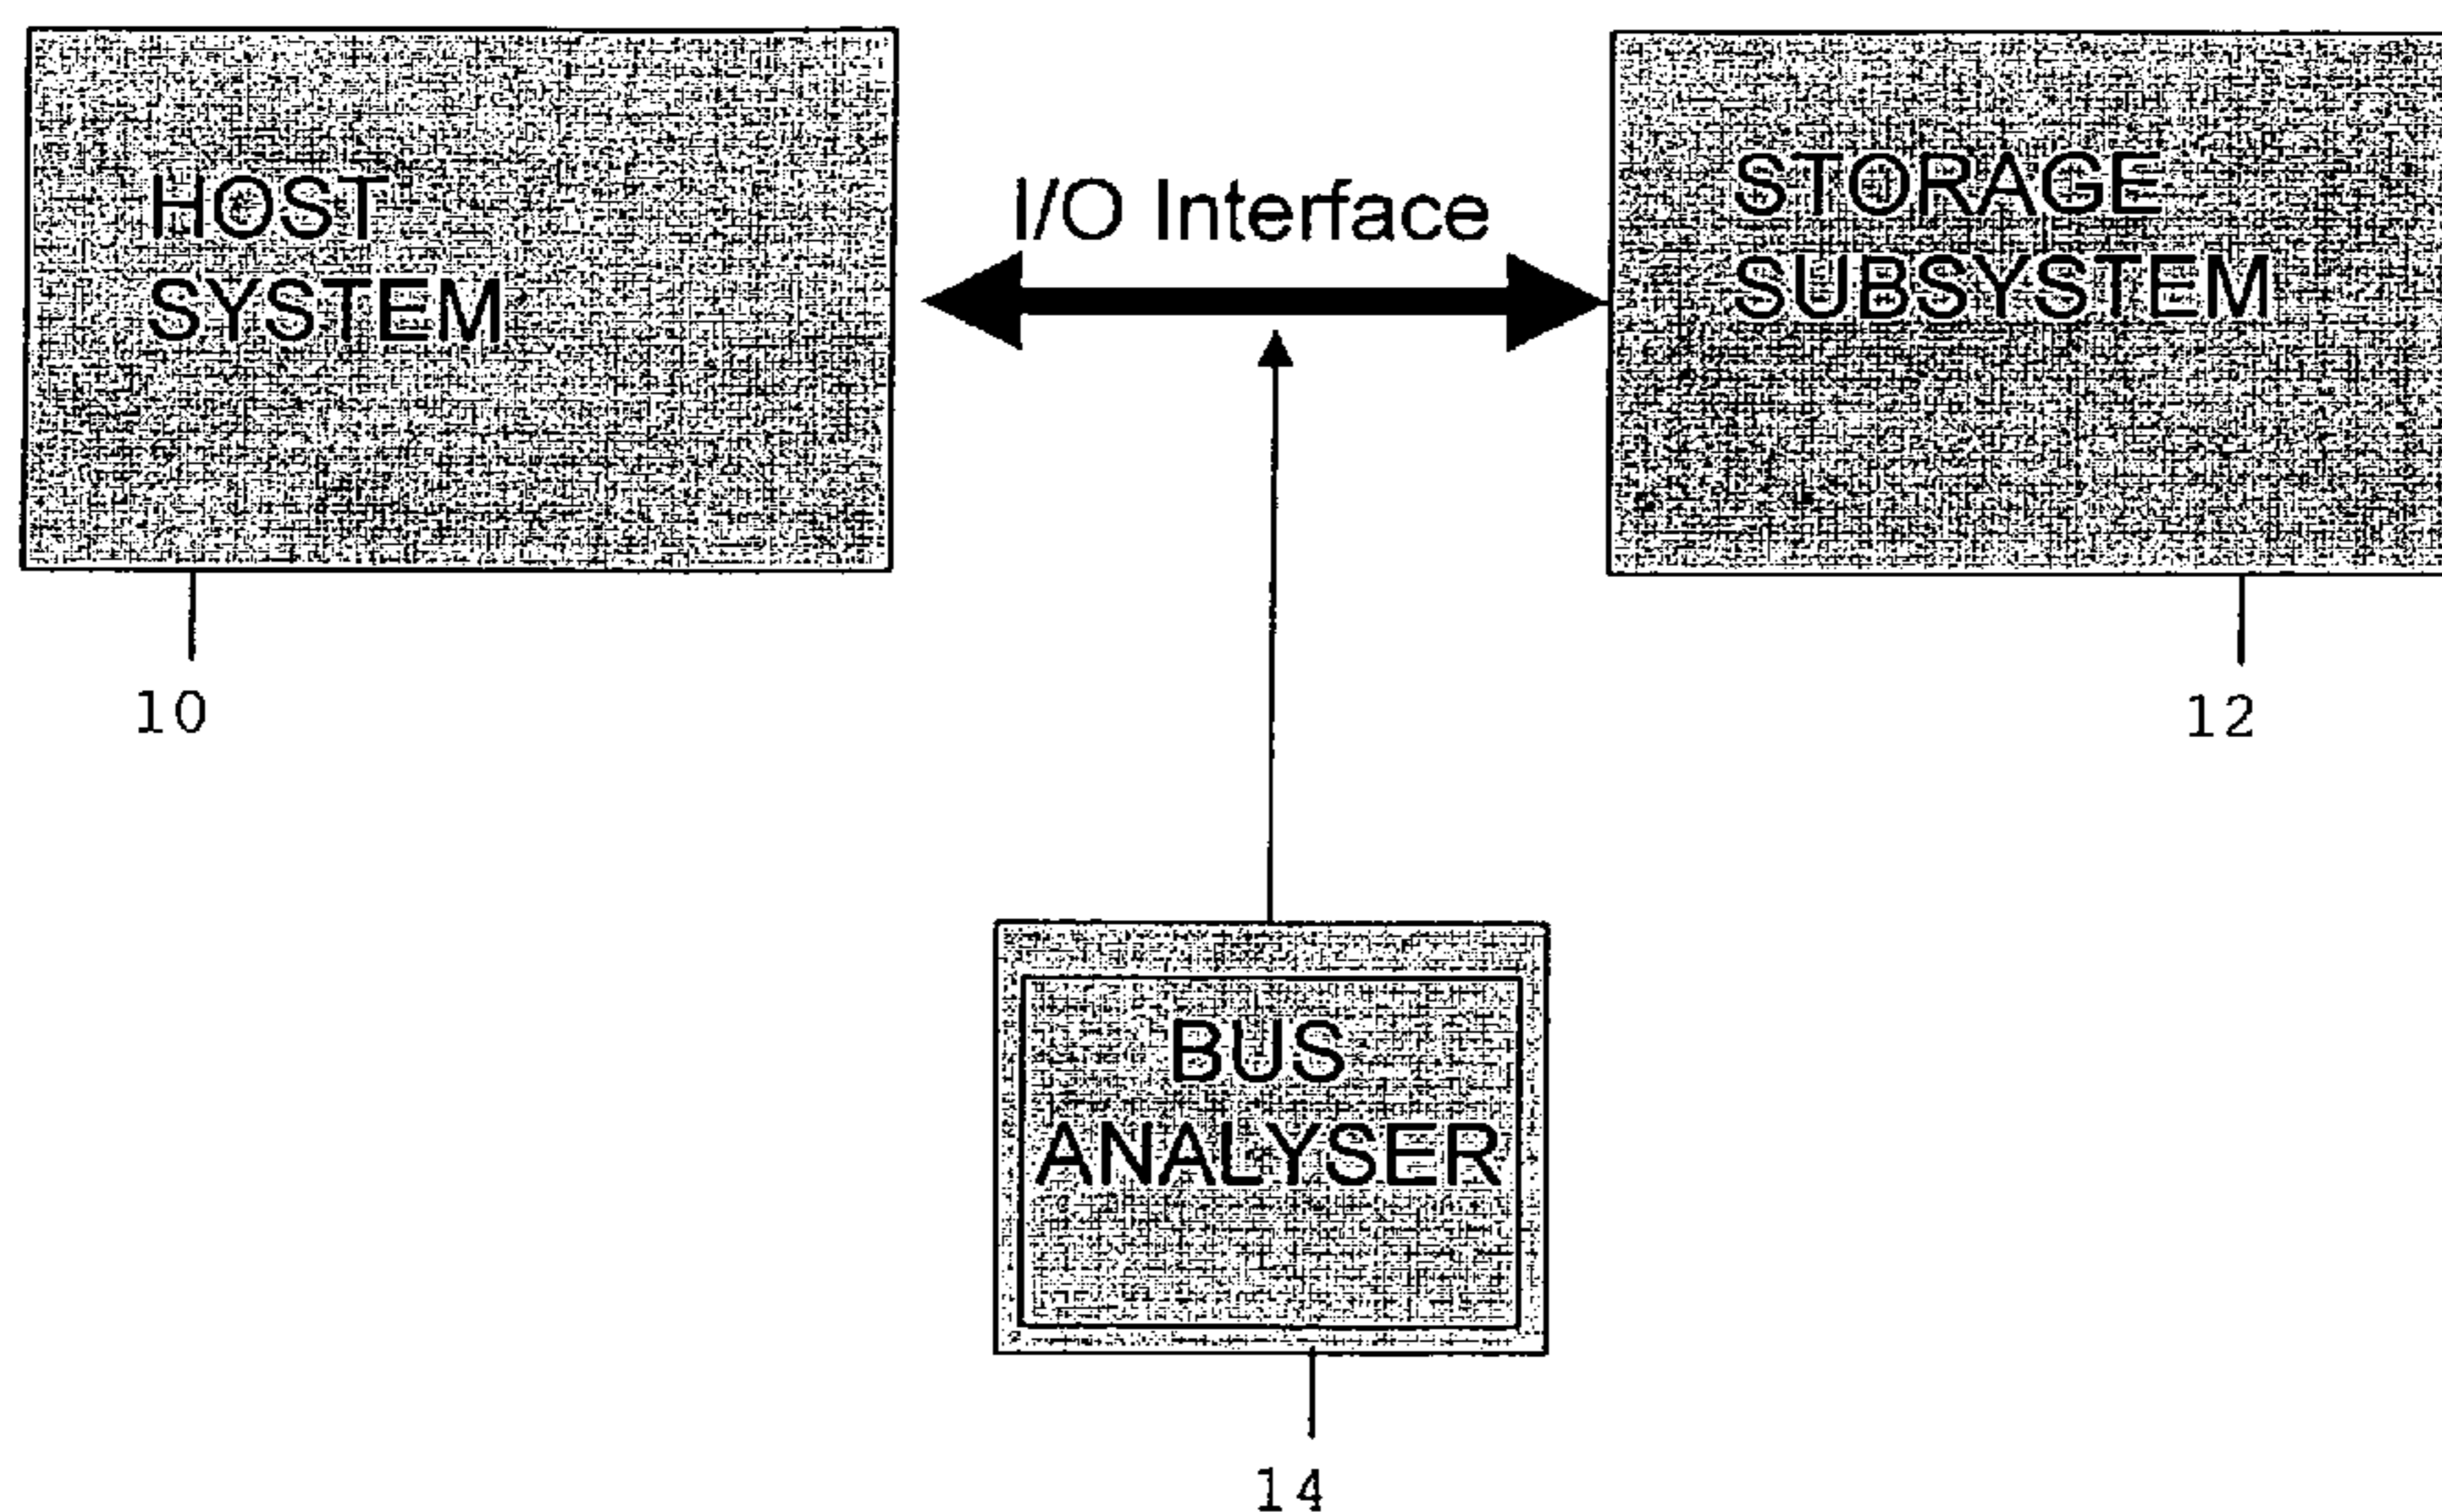 HOST
SYSTEM
I/O Interface
STORAGE
SUBSYSTEM
10
12
BUS
ANALYSER
14